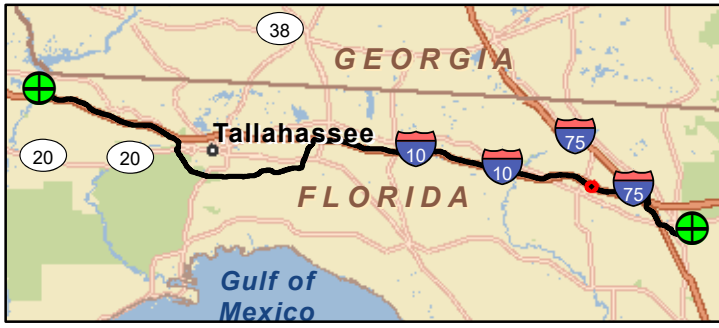 38
GEORGIA
Tallahassee
75
20
20
10
10
75
FLORIDA
Gulf of
Mexico